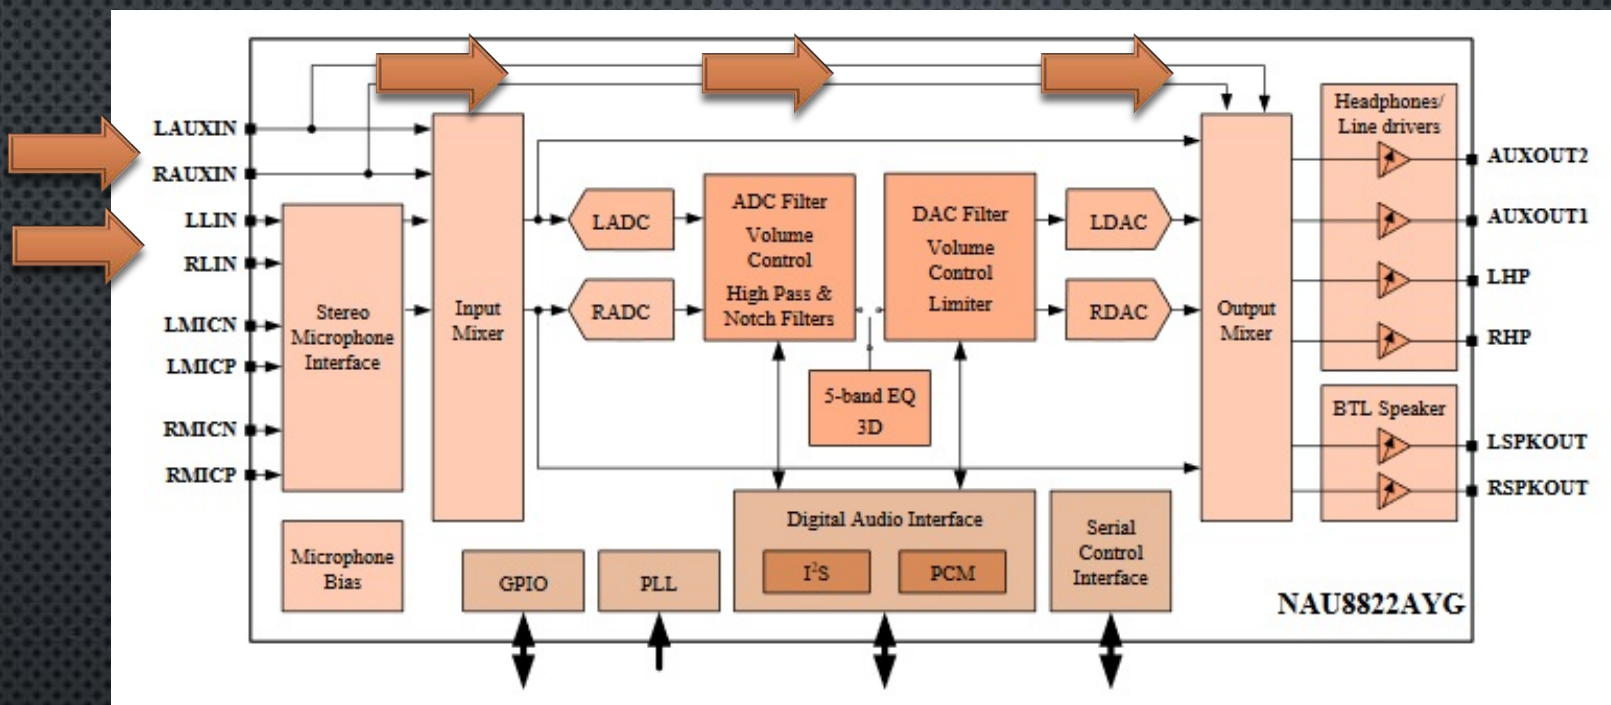 LAUXIN
RAUXIN
LLIN
RLIN
LMICN
LMICP
RMICN
RMICP
Stereo
Microphone
Interface
Microphone
Bias
Input
Mixer
LADC
RADC
ADC Filter
Volume
Control
High Pass &
Notch Filters
DAC Filter
Volume
Control
Limiter
5-band EQ
3D
LDAC
RDAC
Output
Mixer
Headphones/
Line drivers
BTL Speaker
AUXOUT2
AUXOUT1
LHP
RHP
LSPKOUT
RSPKOUT
GPIO
PLL
Digital Audio Interface
I²S
PCM
Serial
Control
Interface
NAU8822AYG